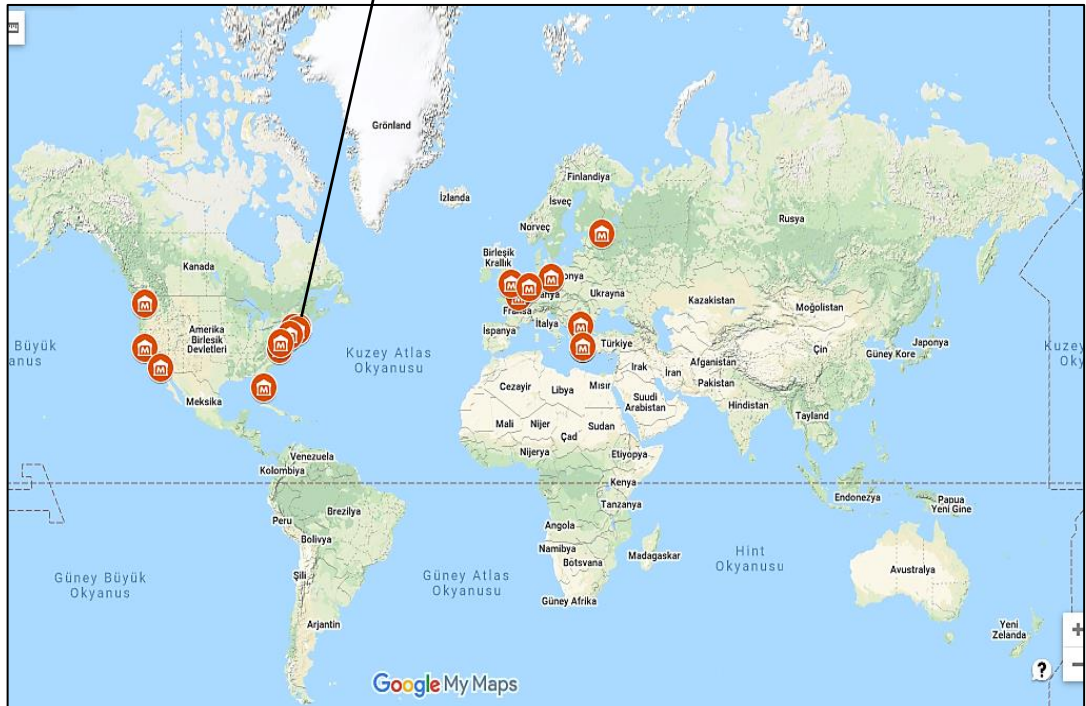 Grönland
İzlanda
Finlandiya
İsveç
Norveç
Rusya
Birleşik
Krallık
Kanada
onya
anya
Ukrayna
Fransa
Kazakistan
Moğolistan
Amerika
Birleşik
Devletleri
İspanya
İtalya
Türkiye
Büyük
anus
Kuzey Atlas
Okyanusu
Afganistan
Çin
Güney Kore
Japonya
Kuzey
Oky
Meksika
Cezayir
Libya
Mısır
Irak
İran
Pakistan
Suudi
Arabistan
Hindistan
Tayland
Mali
Nijer
Sudan
Çad
Nijerya
Etiyopya
Venezuela
Kolombiya
Kenya
Endonezya
Papua
Yeni Gine
Tanzanya
Peru
Brezilya
Angola
Bolivya
Namibya
Botsvana
Madagaskar
Hint
Okyanusu
Avustralya
Güney Büyük
Okyanus
Şili
Güney Atlas
Okyanusu
Güney Afrika
Arjantin
Yeni
Zelanda
+
?
−
Google My Maps